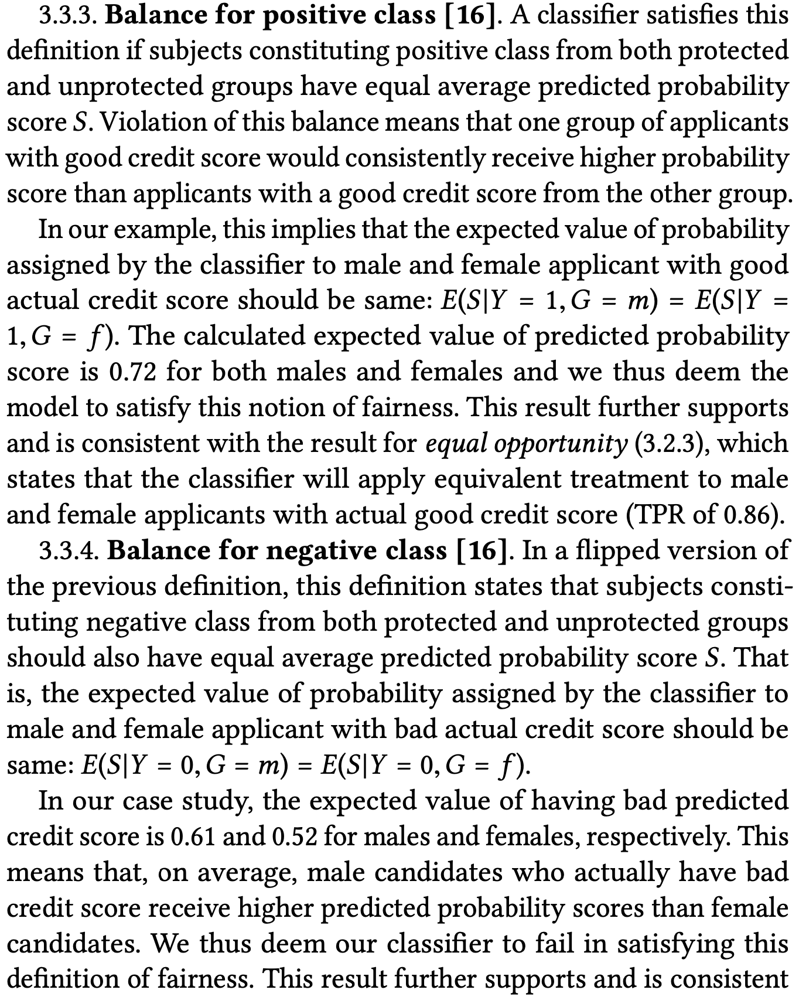 3.3.3. Balance for positive class [16]. A classifier satisfies this
definition if subjects constituting positive class from both protected
and unprotected groups have equal average predicted probability
score S. Violation of this balance means that one group of applicants
with good credit score would consistently receive higher probability
score than applicants with a good credit score from the other group.
In our example, this implies that the expected value of probability
assigned by the classifier to male and female applicant with good
actual credit score should be same: E(S|Y = 1, G = m) = E(S|Y =
1, G = f). The calculated expected value of predicted probability
score is 0.72 for both males and females and we thus deem the
model to satisfy this notion of fairness. This result further supports
and is consistent with the result for equal opportunity (3.2.3), which
states that the classifier will apply equivalent treatment to male
and female applicants with actual good credit score (TPR of 0.86).
3.3.4. Balance for negative class [16]. In a flipped version of
the previous definition, this definition states that subjects consti-
tuting negative class from both protected and unprotected groups
should also have equal average predicted probability score S. That
is, the expected value of probability assigned by the classifier to
male and female applicant with bad actual credit score should be
same: E(S|Y = 0, G = m) = E(S|Y = 0, G = f).
In our case study, the expected value of having bad predicted
credit score is 0.61 and 0.52 for males and females, respectively. This
means that, on average, male candidates who actually have bad
credit score receive higher predicted probability scores than female
candidates. We thus deem our classifier to fail in satisfying this
definition of fairness. This result further supports and is consistent